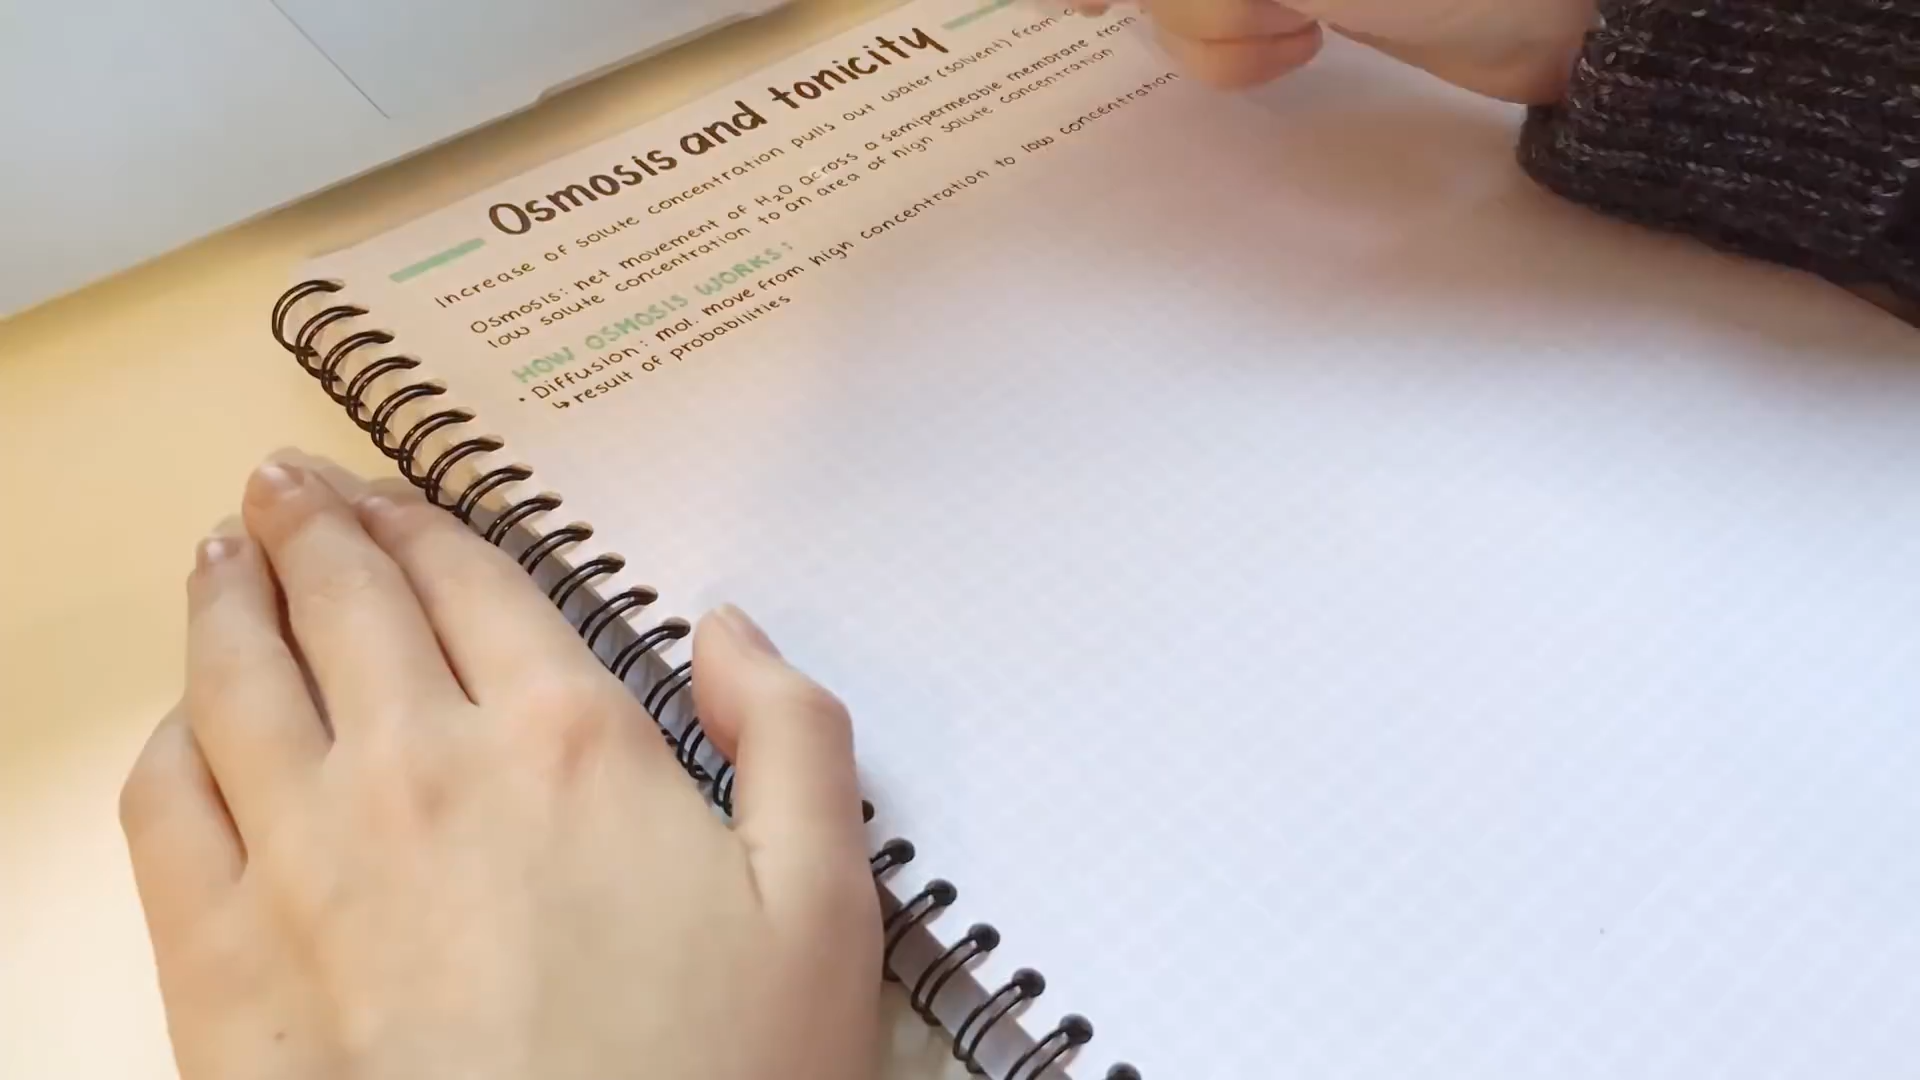 Osmosis and tonicity
Increase of solute concentration pulls out water (solvent) from
Osmosis: net movement of H₂O across a semipermeable membrane from
low solute concentration to an area of high solute concentration
HOW OSMOSIS WORKS:
• Diffusion: mol. move from high concentration to low concentration
↳ result of probabilities